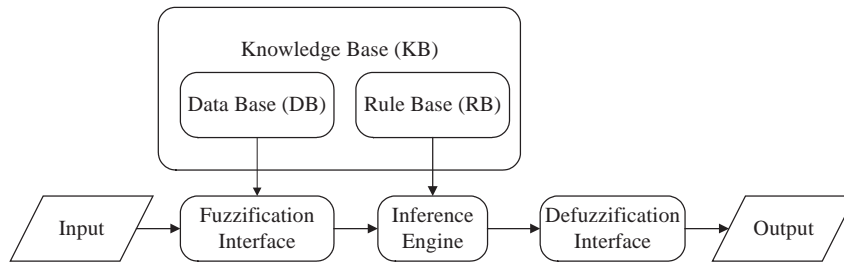 Knowledge Base (KB)
Data Base (DB)
Rule Base (RB)
Input
Fuzzification
Interface
Inference
Engine
Defuzzification
Interface
Output